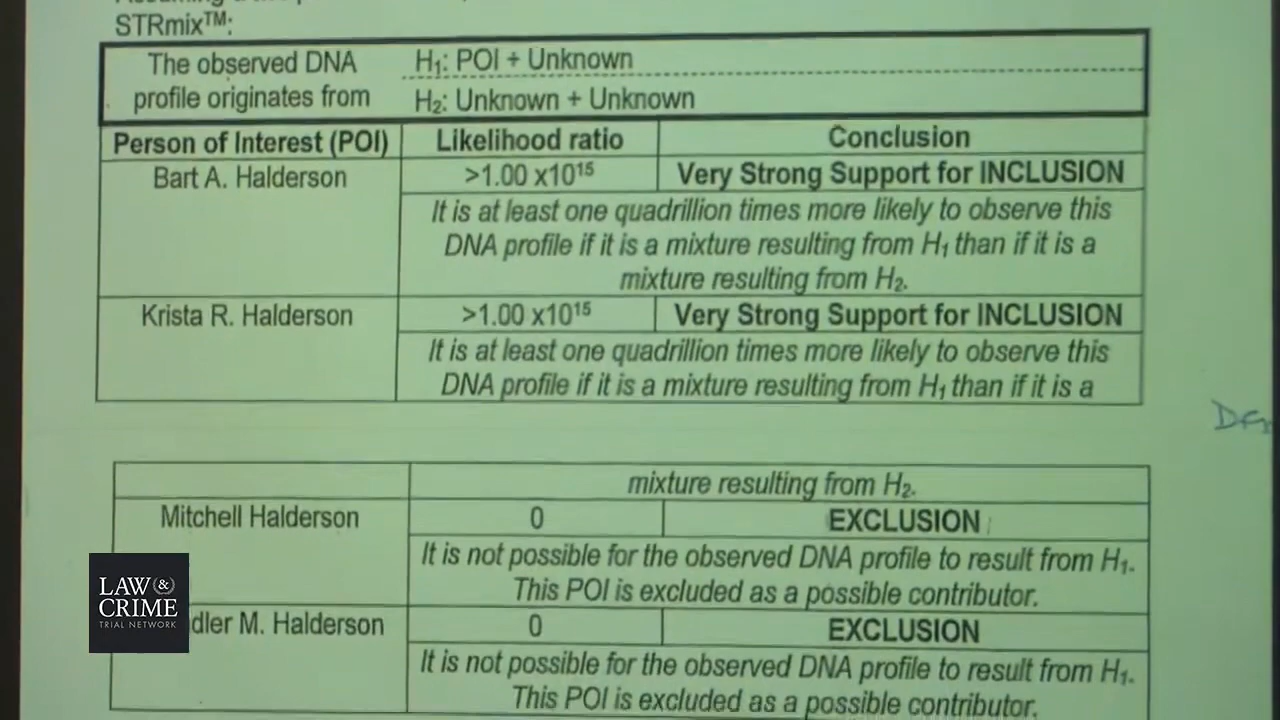 STRmix™:
The observed DNA
profile originates from
H₁: POI + Unknown
H₂: Unknown + Unknown
Person of Interest (POI) Likelihood ratio Conclusion
Bart A. Halderson >1.00 x10¹⁵ Very Strong Support for INCLUSION
It is at least one quadrillion times more likely to observe this
DNA profile if it is a mixture resulting from H₁ than if it is a
mixture resulting from H₂.
Krista R. Halderson >1.00 x10¹⁵ Very Strong Support for INCLUSION
It is at least one quadrillion times more likely to observe this
DNA profile if it is a mixture resulting from H₁ than if it is a
mixture resulting from H₂.
Mitchell Halderson 0 EXCLUSION
It is not possible for the observed DNA profile to result from H₁.
This POI is excluded as a possible contributor.
dler M. Halderson 0 EXCLUSION
It is not possible for the observed DNA profile to result from H₁.
This POI is excluded as a possible contributor.
LAW &
CRIME
TRIAL NETWORK